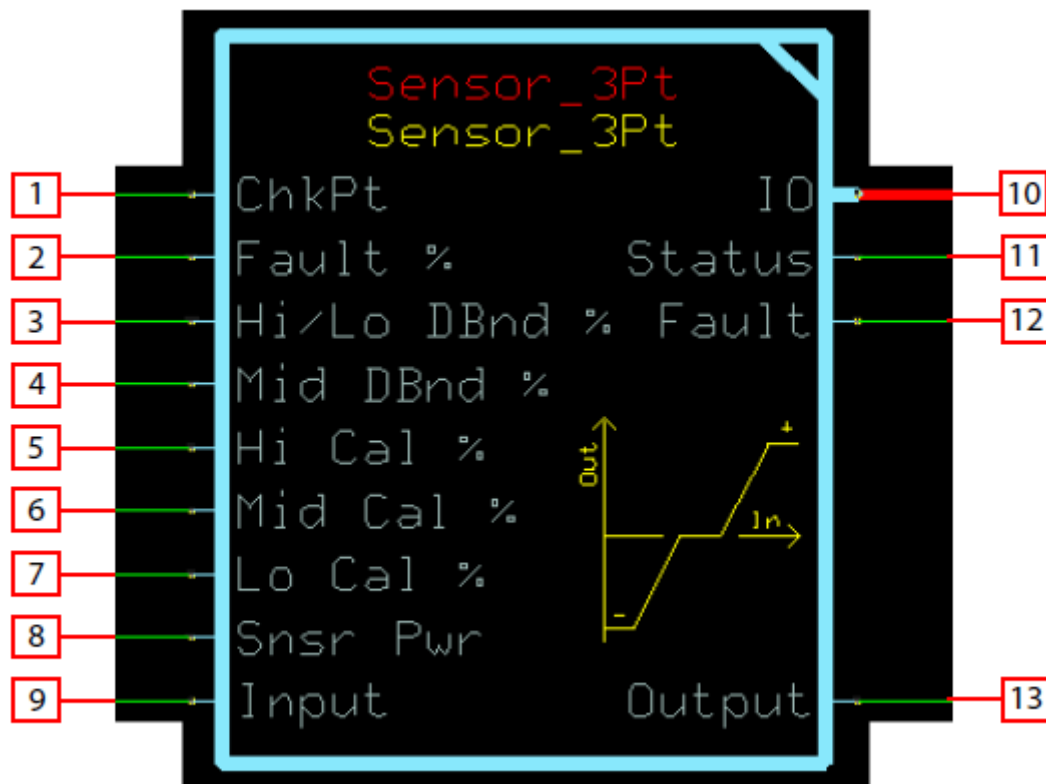 Sensor_3Pt
Sensor_3Pt
1 ChkPt IO 10
2 Fault % Status 11
3 Hi/Lo DBnd % Fault 12
4 Mid DBnd %
5 Hi Cal % +
Out
6 Mid Cal % In
7 Lo Cal %
-
8 Snsr Pwr
9 Input Output 13